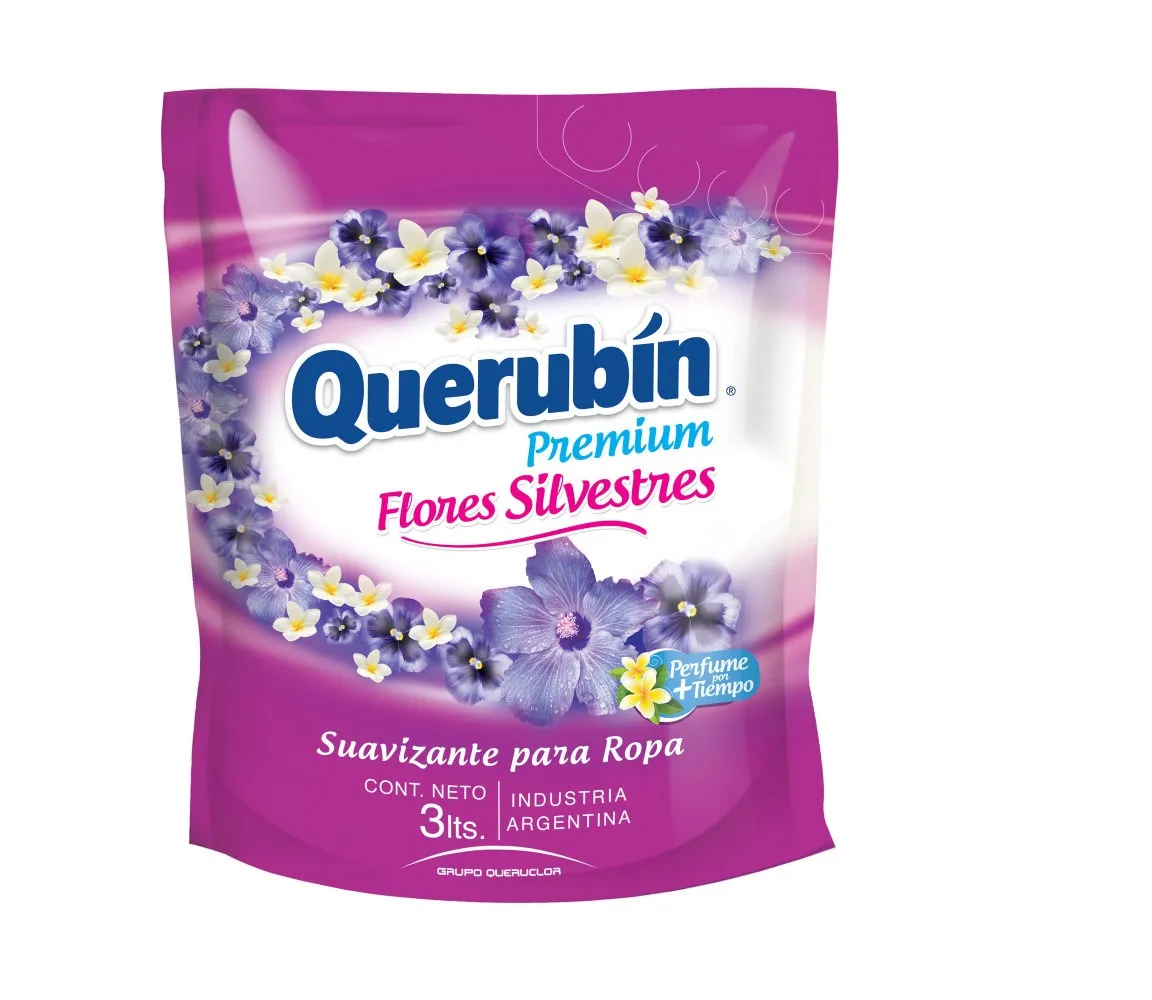 Querubín®
Premium
Flores Silvestres
Perfume
por
+Tiempo
Suavizante para Ropa
CONT. NETO
3lts.
INDUSTRIA
ARGENTINA
GRUPO QUERUCLOR